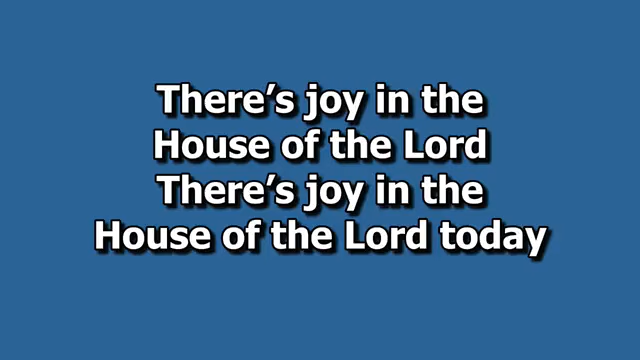 There’s joy in the
House of the Lord
There’s joy in the
House of the Lord today